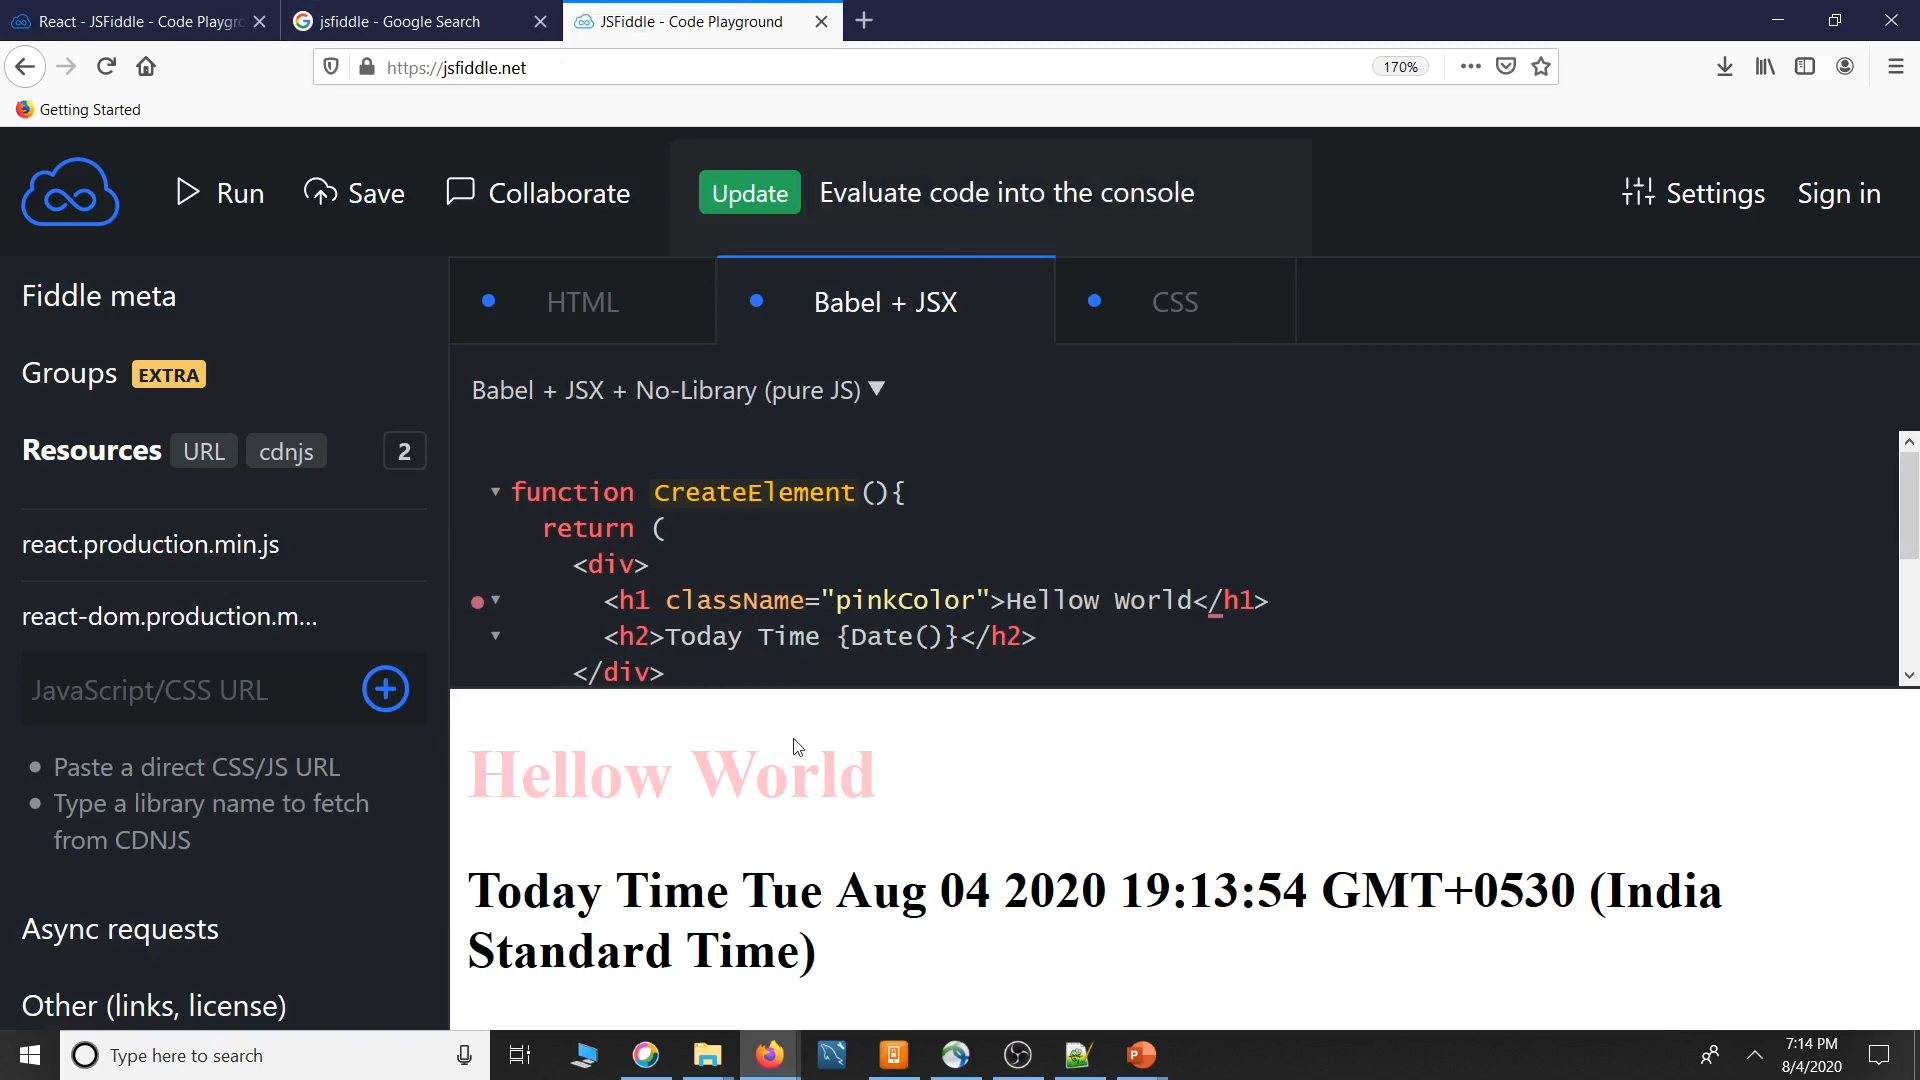 React - JSFiddle - Code Playgr
jsfiddle - Google Search
JSFiddle - Code Playground
https://jsfiddle.net
170%
Getting Started
Run
Save
Collaborate
Update
Evaluate code into the console
Settings
Sign in
Fiddle meta
Groups EXTRA
Resources URL cdnjs 2
react.production.min.js
react-dom.production.m...
JavaScript/CSS URL
Paste a direct CSS/JS URL
Type a library name to fetch
from CDNJS
Async requests
Other (links, license)
HTML
Babel + JSX
CSS
Babel + JSX + No-Library (pure JS)
function CreateElement(){
return (
<div>
<h1 className="pinkColor">Hellow World</h1>
<h2>Today Time {Date()}</h2>
</div>
Hellow World
Today Time Tue Aug 04 2020 19:13:54 GMT+0530 (India
Standard Time)
Type here to search
7:14 PM
8/4/2020